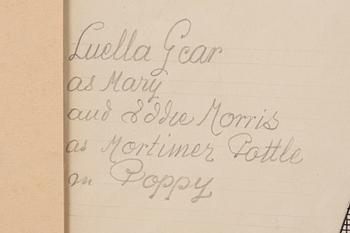 Luella Gear
as Mary
and Eddie Morris
as Mortimer Pottle
in Poppy